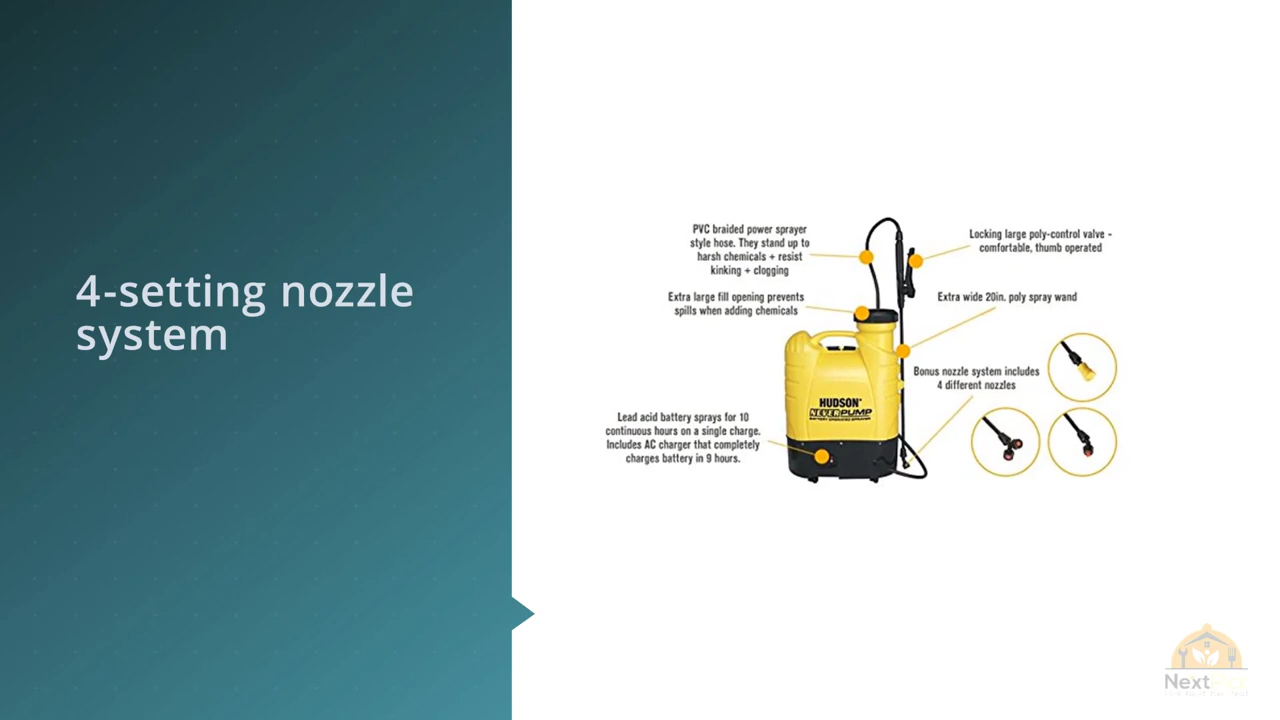 4-setting nozzle
system
PVC braided power sprayer
style hose. They stand up to
harsh chemicals + resist
kinking + clogging
Locking large poly-control valve -
comfortable, thumb operated
Extra large fill opening prevents
spills when adding chemicals
Extra wide 20in. poly spray wand
Bonus nozzle system includes
4 different nozzles
HUDSON
NEVERPUMP
BATTERY OPERATED SPRAYER
Lead acid battery sprays for 10
continuous hours on a single charge.
Includes AC charger that completely
charges battery in 9 hours.
Next